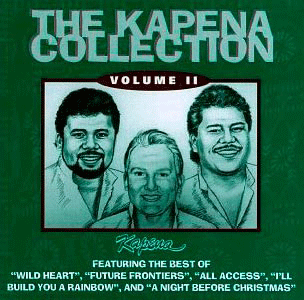 THE KAPENA
COLLECTION
VOLUME II
Kapena
FEATURING THE BEST OF
"WILD HEART", "FUTURE FRONTIERS", "ALL ACCESS", "I'LL
BUILD YOU A RAINBOW", AND "A NIGHT BEFORE CHRISTMAS"